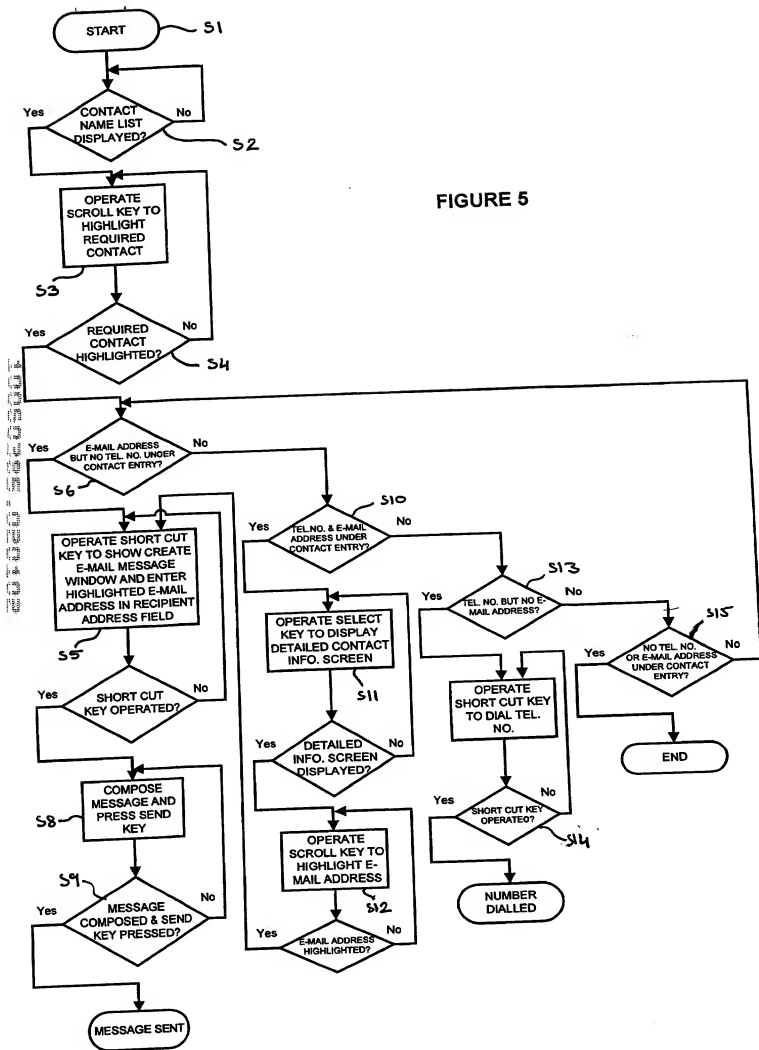 START
S1
CONTACT
NAME LIST
DISPLAYED?
Yes
No
S2
FIGURE 5
OPERATE
SCROLL KEY TO
HIGHLIGHT
REQUIRED
CONTACT
S3
REQUIRED
CONTACT
HIGHLIGHTED?
Yes
No
S4
E-MAIL ADDRESS
BUT NO TEL. NO. UNDER
CONTACT ENTRY?
Yes
No
S6
OPERATE SHORT CUT
KEY TO SHOW CREATE
E-MAIL MESSAGE
WINDOW AND ENTER
HIGHLIGHTED E-MAIL
ADDRESS IN RECIPIENT
ADDRESS FIELD
S5
SHORT CUT
KEY OPERATED?
Yes
No
COMPOSE
MESSAGE AND
PRESS SEND
KEY
S8
S9
MESSAGE
COMPOSED & SEND
KEY PRESSED?
Yes
No
MESSAGE SENT
S10
TEL.NO. & E-MAIL
ADDRESS UNDER
CONTACT ENTRY?
Yes
No
OPERATE SELECT
KEY TO DISPLAY
DETAILED CONTACT
INFO. SCREEN
S11
DETAILED
INFO. SCREEN
DISPLAYED?
Yes
No
OPERATE
SCROLL KEY TO
HIGHLIGHT E-
MAIL ADDRESS
S12
E-MAIL ADDRESS
HIGHLIGHTED?
Yes
No
S13
TEL. NO. BUT NO E-
MAIL ADDRESS?
Yes
No
OPERATE
SHORT CUT KEY
TO DIAL TEL.
NO.
SHORT CUT KEY
OPERATED?
Yes
No
S14
NUMBER
DIALLED
S15
NO TEL. NO.
OR E-MAIL ADDRESS
UNDER CONTACT
ENTRY?
Yes
No
END